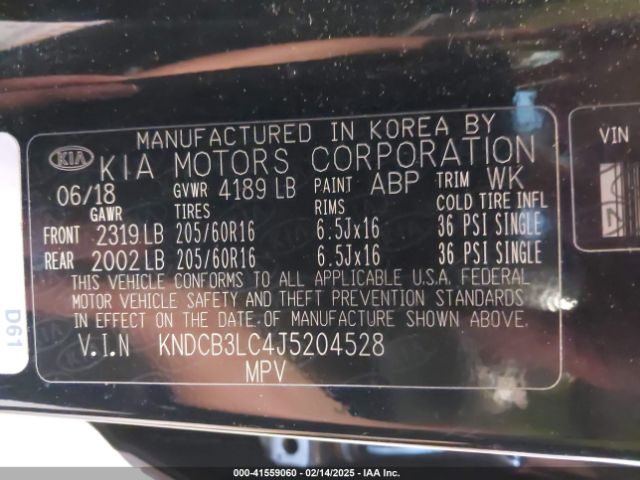 MANUFACTURED IN KOREA BY
KIA KIA MOTORS CORPORATION
06/18 GVWR 4189 LB PAINT ABP TRIM WK
GAWR TIRES RIMS COLD TIRE INFL
FRONT 2319 LB 205/60R16 6.5Jx16 36 PSI SINGLE
REAR 2002 LB 205/60R16 6.5Jx16 36 PSI SINGLE
THIS VEHICLE CONFORMS TO ALL APPLICABLE U.S.A. FEDERAL
MOTOR VEHICLE SAFETY AND THEFT PREVENTION STANDARDS
IN EFFECT ON THE DATE OF MANUFACTURE SHOWN ABOVE.
V.I.N KNDCB3LC4J5204528
MPV
VIN
D61
000-41559060 - 02/14/2025 - IAA Inc.